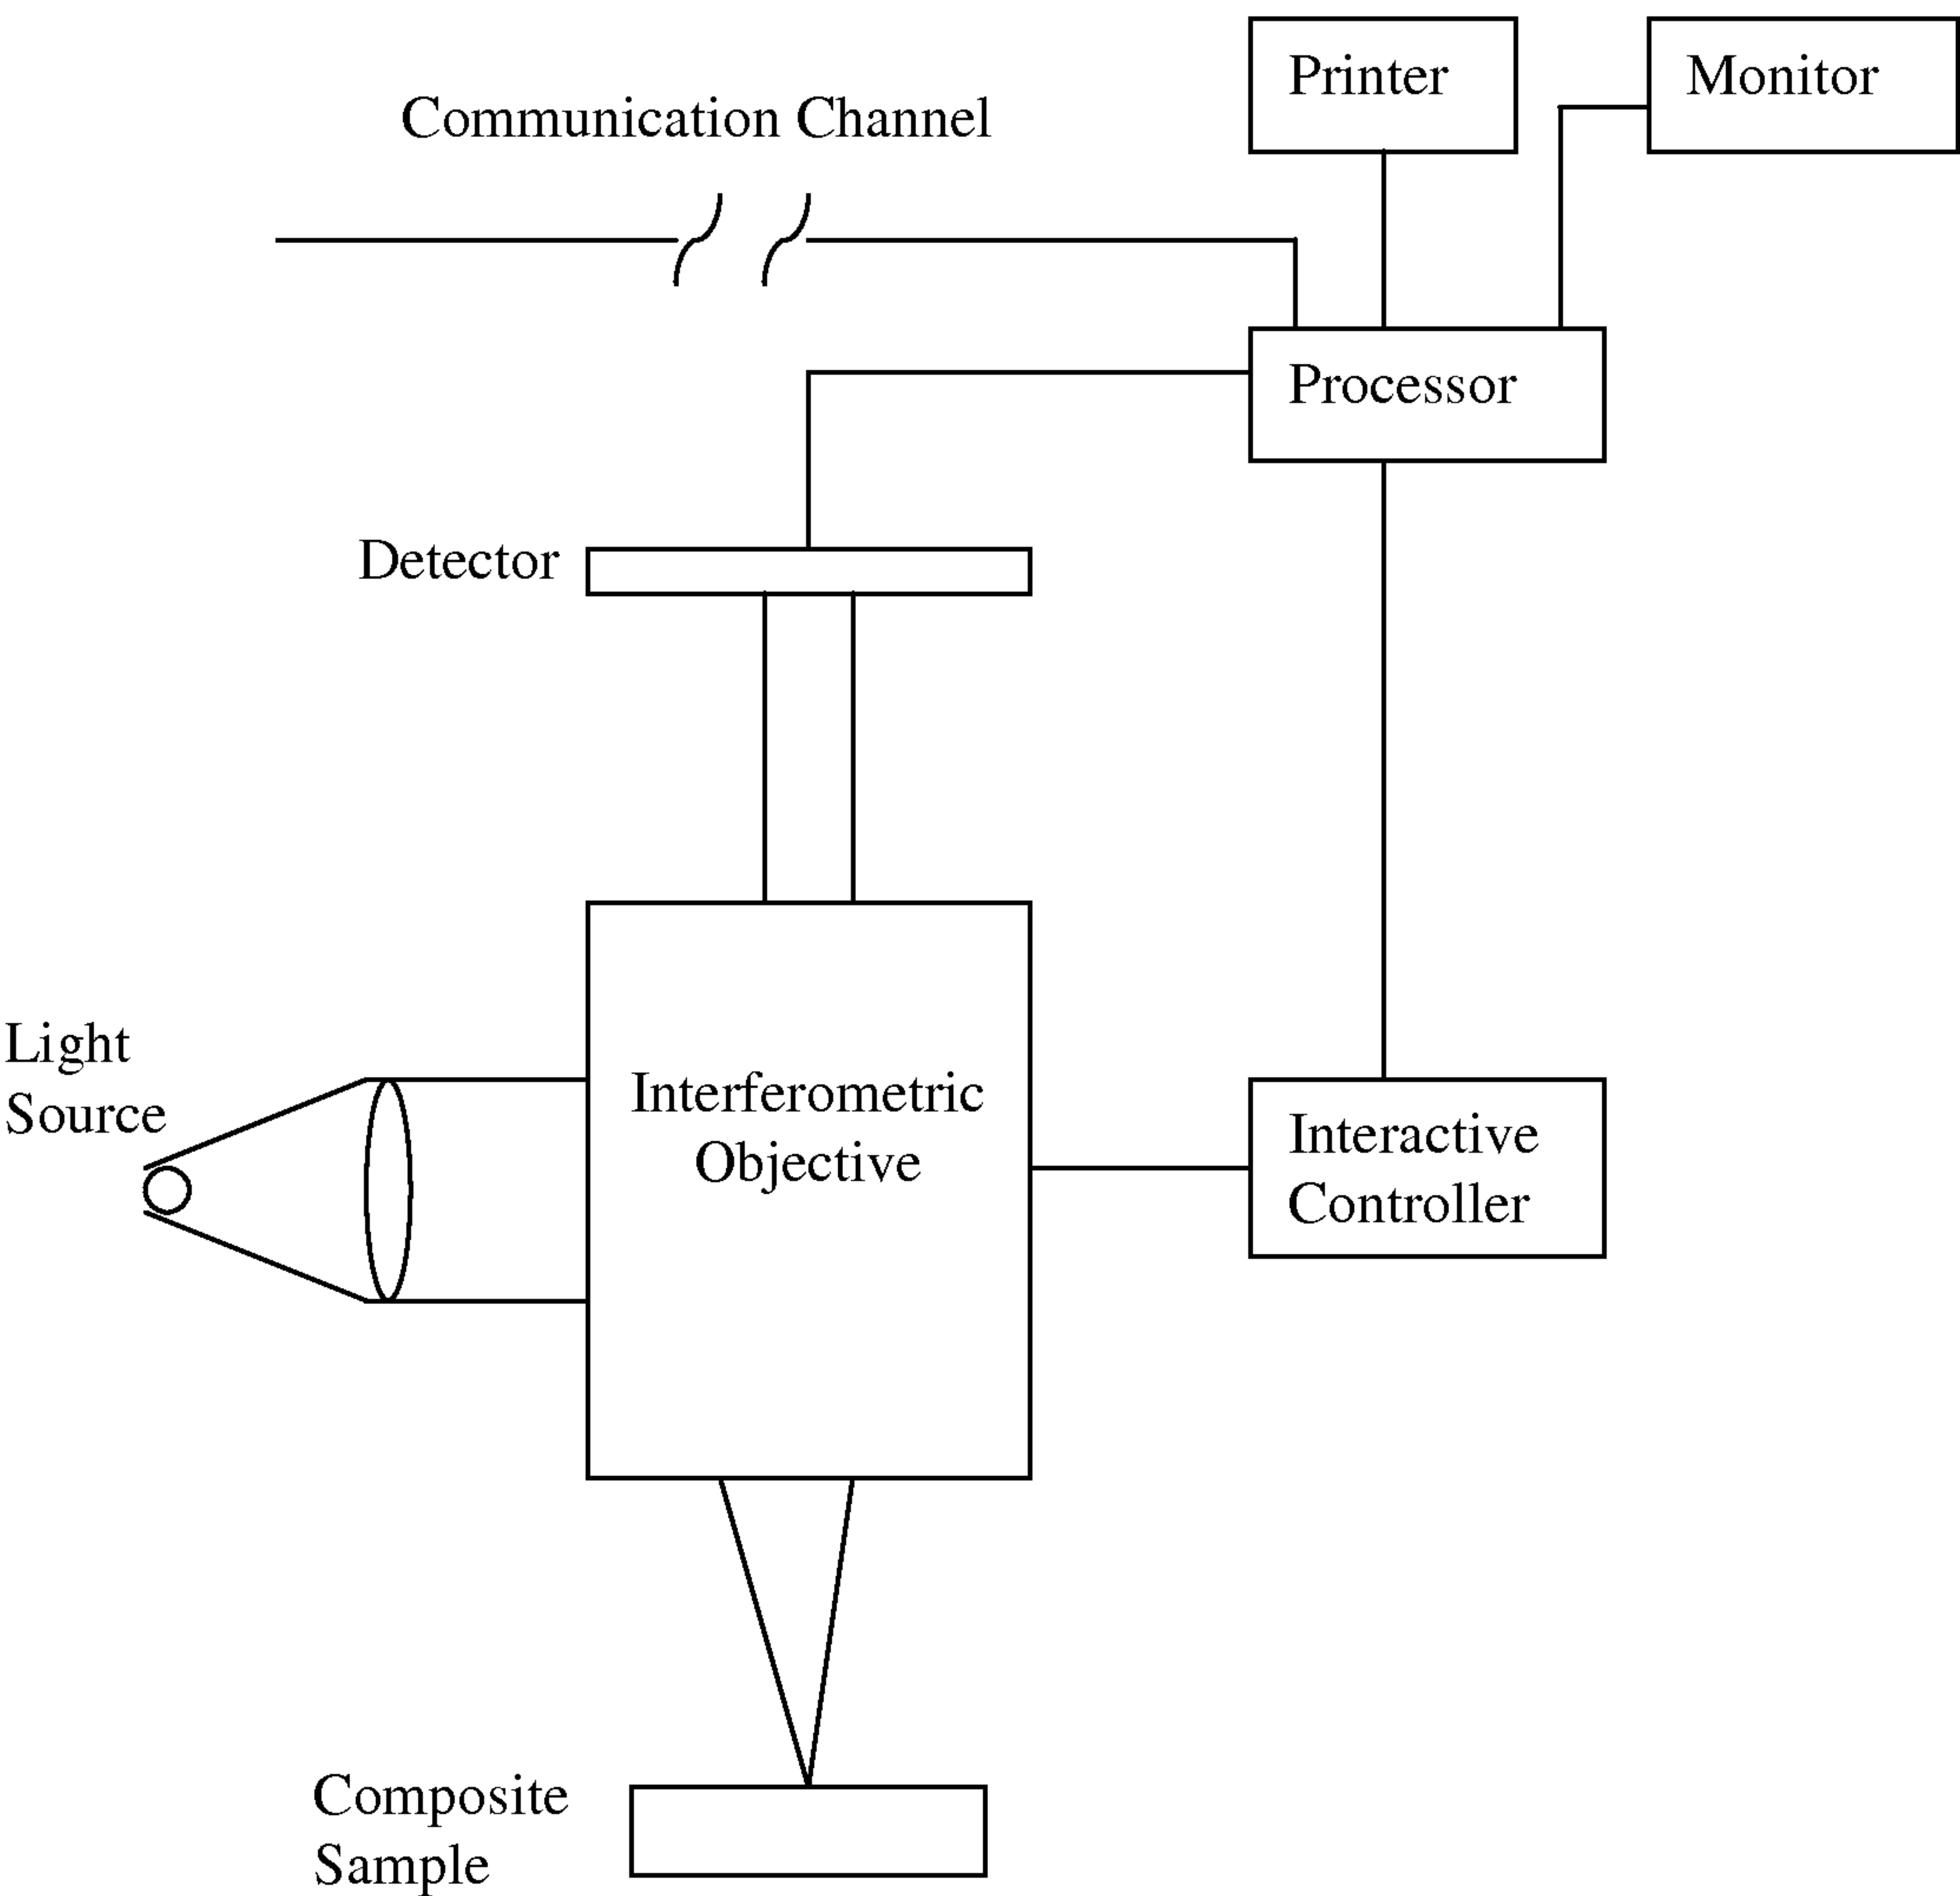 Printer
Monitor
Communication Channel
Processor
Detector
Light
Source
Interferometric
Objective
Interactive
Controller
Composite
Sample